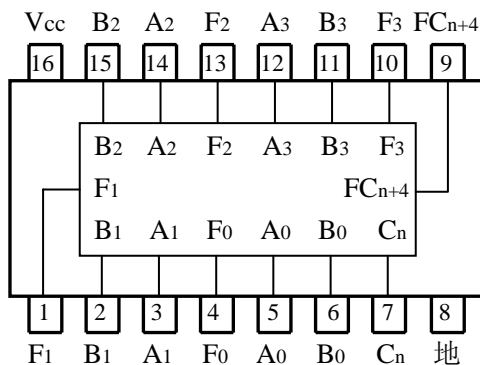 Vcc B2 A2 F2 A3 B3 F3 FCn+4
16 15 14 13 12 11 10 9
B2 A2 F2 A3 B3 F3
F1 FCn+4
B1 A1 F0 A0 B0 Cn
1 2 3 4 5 6 7 8
F1 B1 A1 F0 A0 B0 Cn 地